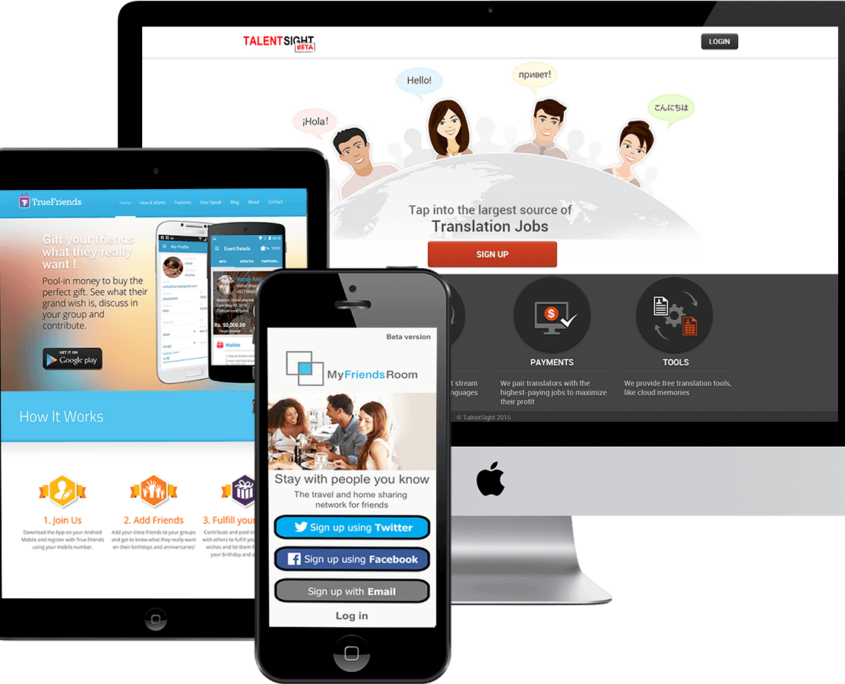 TALENTSIGHT
BETA
LOGIN
Hello!
привет!
¡Hola!
こんにちは
Tap into the largest source of
Translation Jobs
SIGN UP
PAYMENTS
TOOLS
t stream
nguages
We pair translators with the
highest-paying jobs to maximize
their profit
We provide free translation tools,
like cloud memories
© TalentSight 2015
TrueFriends
Home How It Works Features User Speak Blog About Contact
Gift your friends
what they really
want !
Pool-in money to buy the
perfect gift. See what their
grand wish is, discuss in
your group and
contribute.
GET IT ON
Google play
My Profile
Event Details
INFO UPDATES PARTICIPA...
Rs. 50,000.00
Wishlist
How It Works
1. Join Us
2. Add Friends
3. Fulfill your
Download the App on your Android
Mobile and register with True Friends
using your mobile number.
Add your close friends to your groups
and get to know what they really want
on their birthdays and anniversaries!
Contribute and pool-
with others to fulfill you
wishes and let them f
your birthday and a
Beta version
MyFriendsRoom
Stay with people you know
The travel and home sharing
network for friends
Sign up using Twitter
Sign up using Facebook
Sign up with Email
Log in